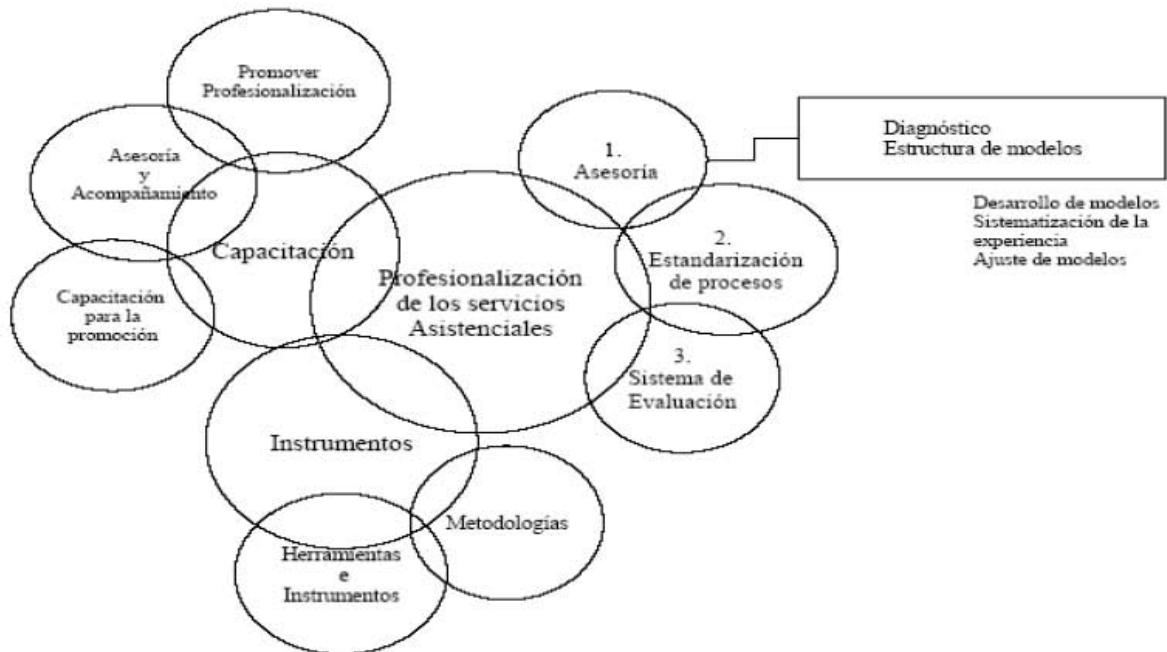 Promover
Profesionalización
Asesoría
y
Acompañamiento
Capacitación
Capacitación
para la
promoción
Profesionalización
de los servicios
Asistenciales
1.
Asesoría
2.
Estandarización
de procesos
3.
Sistema de
Evaluación
Diagnóstico
Estructura de modelos
Desarrollo de modelos
Sistematización de la
experiencia
Ajuste de modelos
Instrumentos
Metodologías
Herramientas
e
Instrumentos